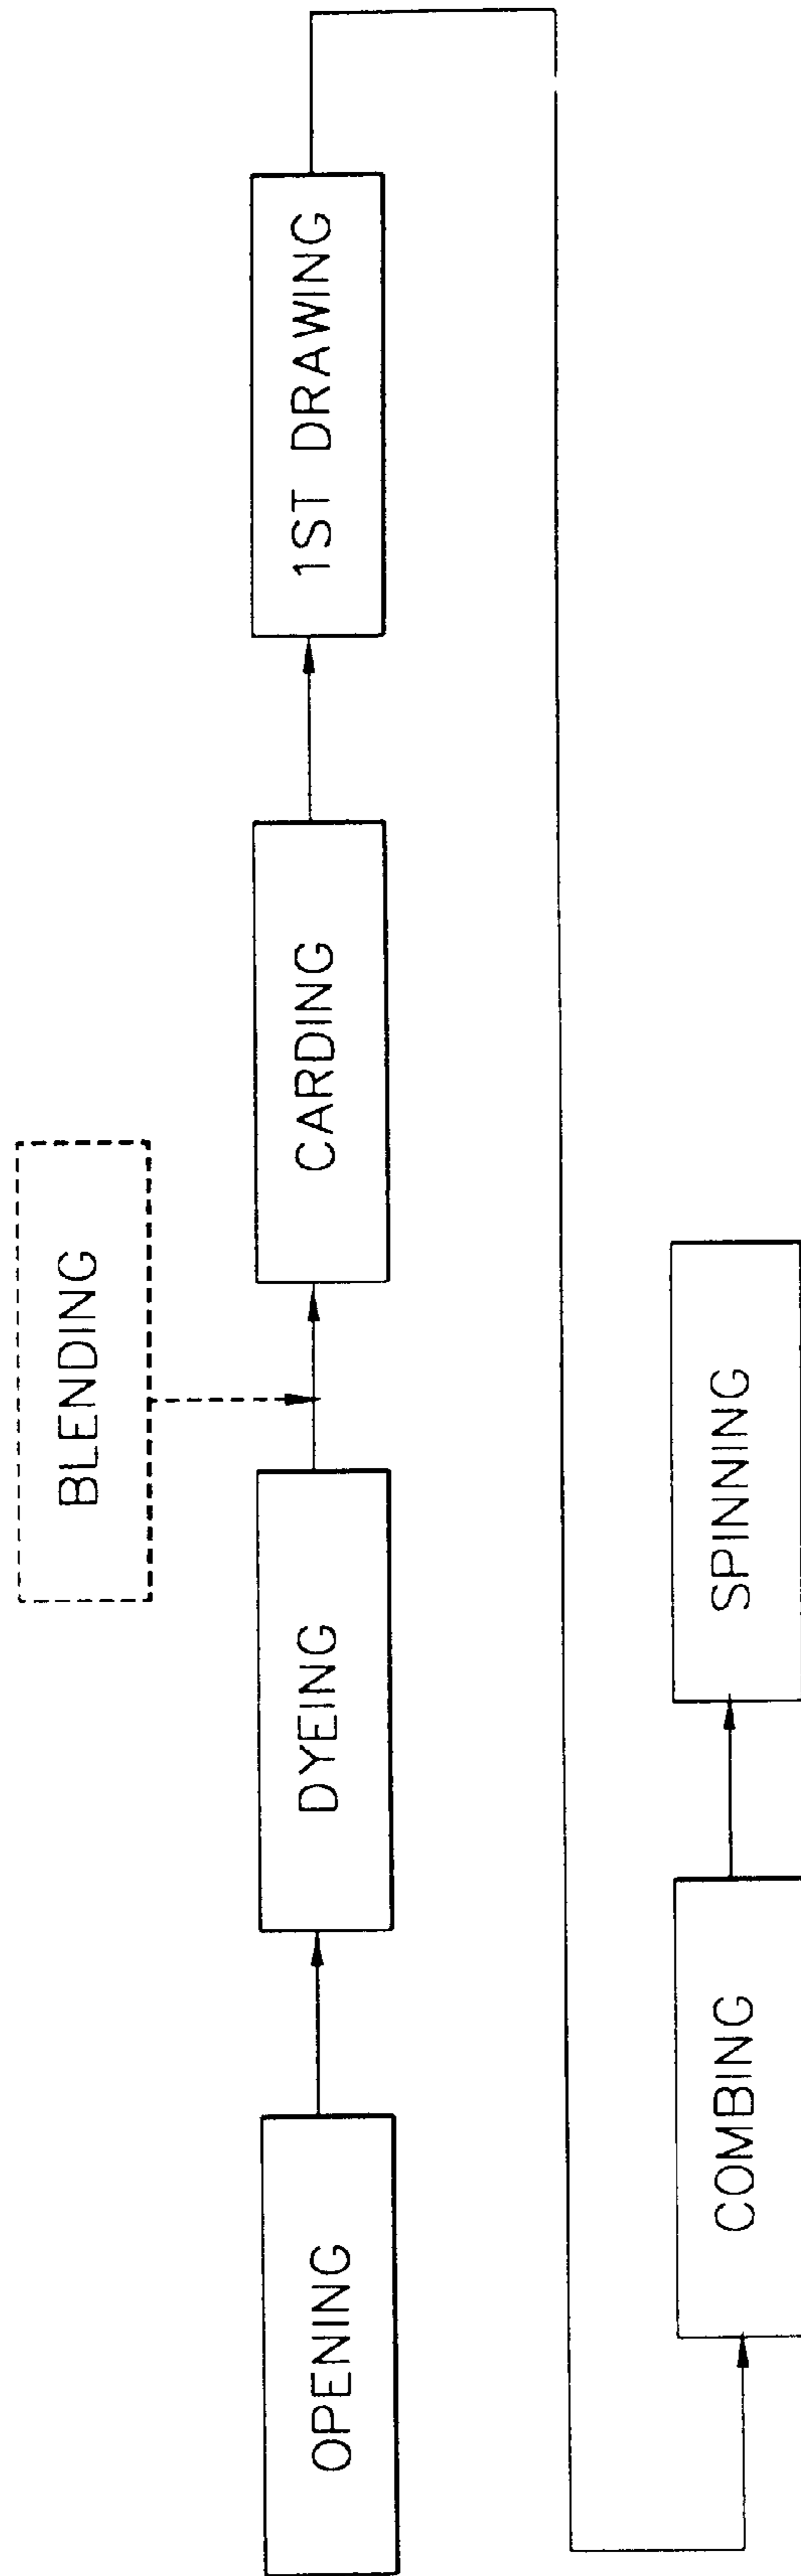 BLENDING
OPENING
DYEING
CARDING
1ST DRAWING
COMBING
SPINNING